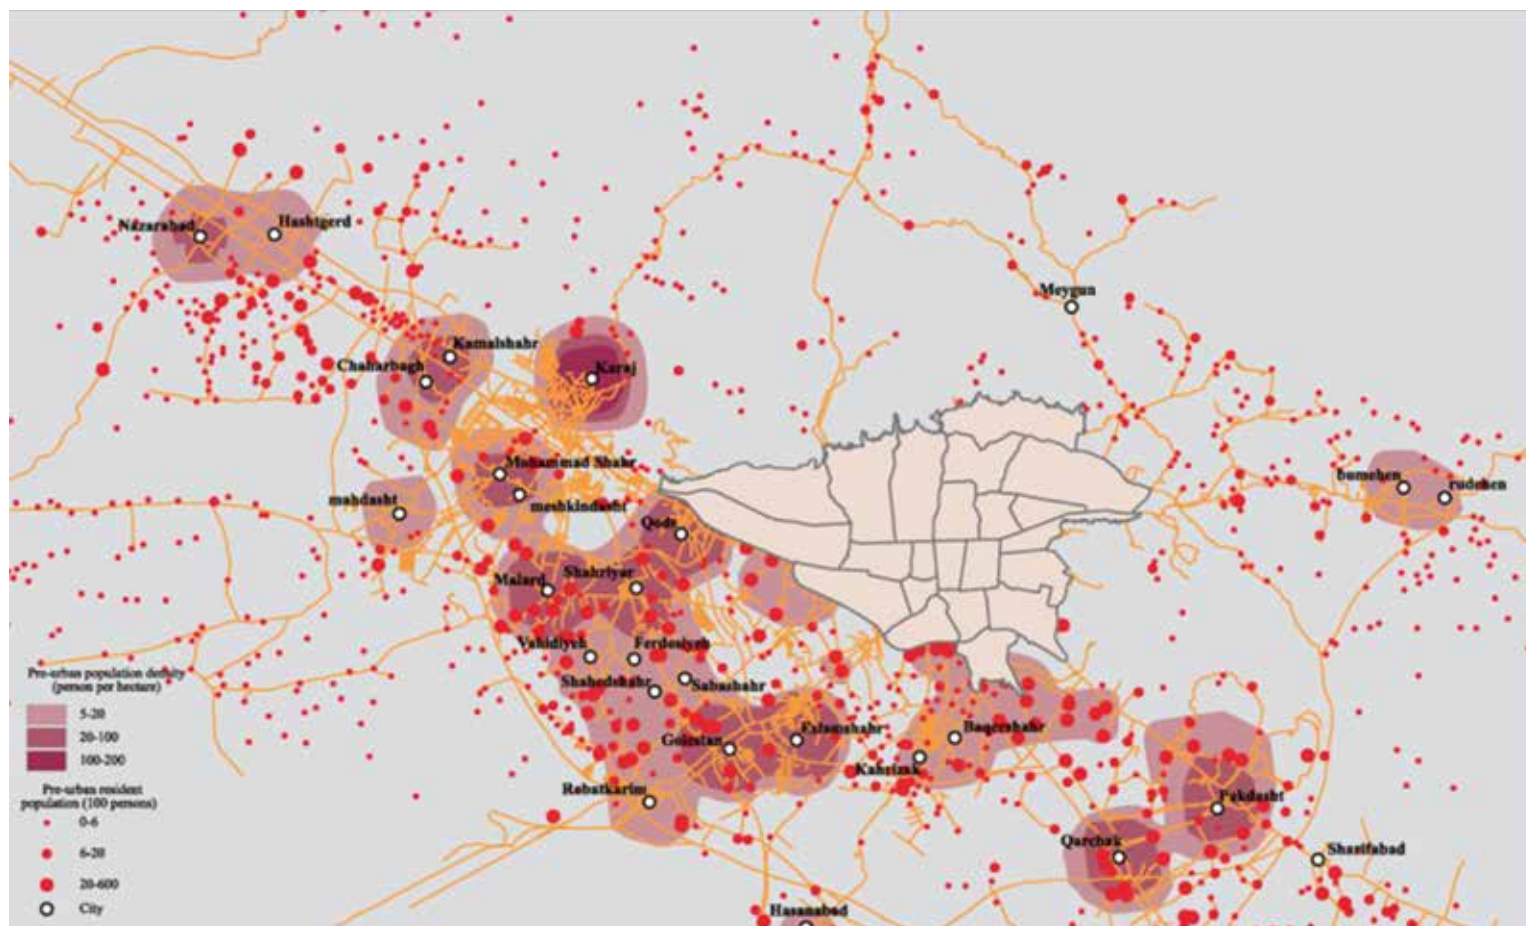 Nazarabad
Hashtgerd
Meygun
Kamalshahr
Chaharbagh
Karaj
Mohammad Shahr
mahdasht
meshkindasht
bumehen
rudehen
Qods
Malard
Shahriyar
Vahidiyeh
Ferdosiyeh
Shahedshahr
Sabashahr
Golestan
Eslamshahr
Baqershahr
Kahrizak
Robatkarim
Pakdasht
Qarchak
Sharifabad
Hasanabad
Pre-urban population density
(person per hectare)
5-20
20-100
100-200
Pre-urban resident
population (100 persons)
0-6
6-20
20-600
City